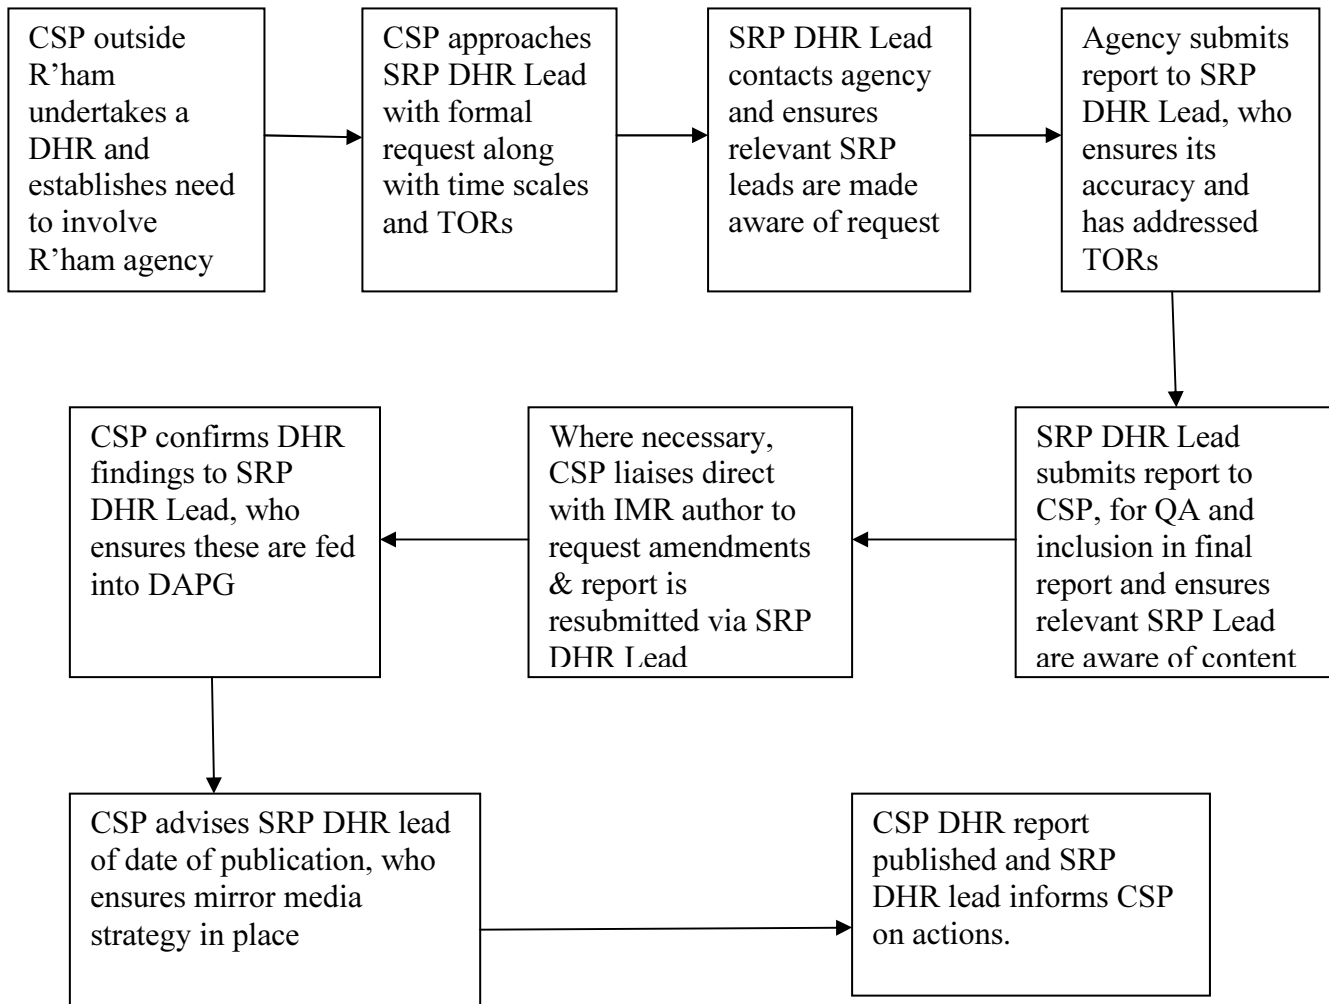 CSP outside
R’ham
undertakes a
DHR and
establishes need
to involve
R’ham agency
CSP approaches
SRP DHR Lead
with formal
request along
with time scales
and TORs
SRP DHR Lead
contacts agency
and ensures
relevant SRP
leads are made
aware of request
Agency submits
report to SRP
DHR Lead, who
ensures its
accuracy and
has addressed
TORs
SRP DHR Lead
submits report to
CSP, for QA and
inclusion in final
report and ensures
relevant SRP Lead
are aware of content
Where necessary,
CSP liaises direct
with IMR author to
request amendments
& report is
resubmitted via SRP
DHR Lead
CSP confirms DHR
findings to SRP
DHR Lead, who
ensures these are fed
into DAPG
CSP advises SRP DHR lead
of date of publication, who
ensures mirror media
strategy in place
CSP DHR report
published and SRP
DHR lead informs CSP
on actions.